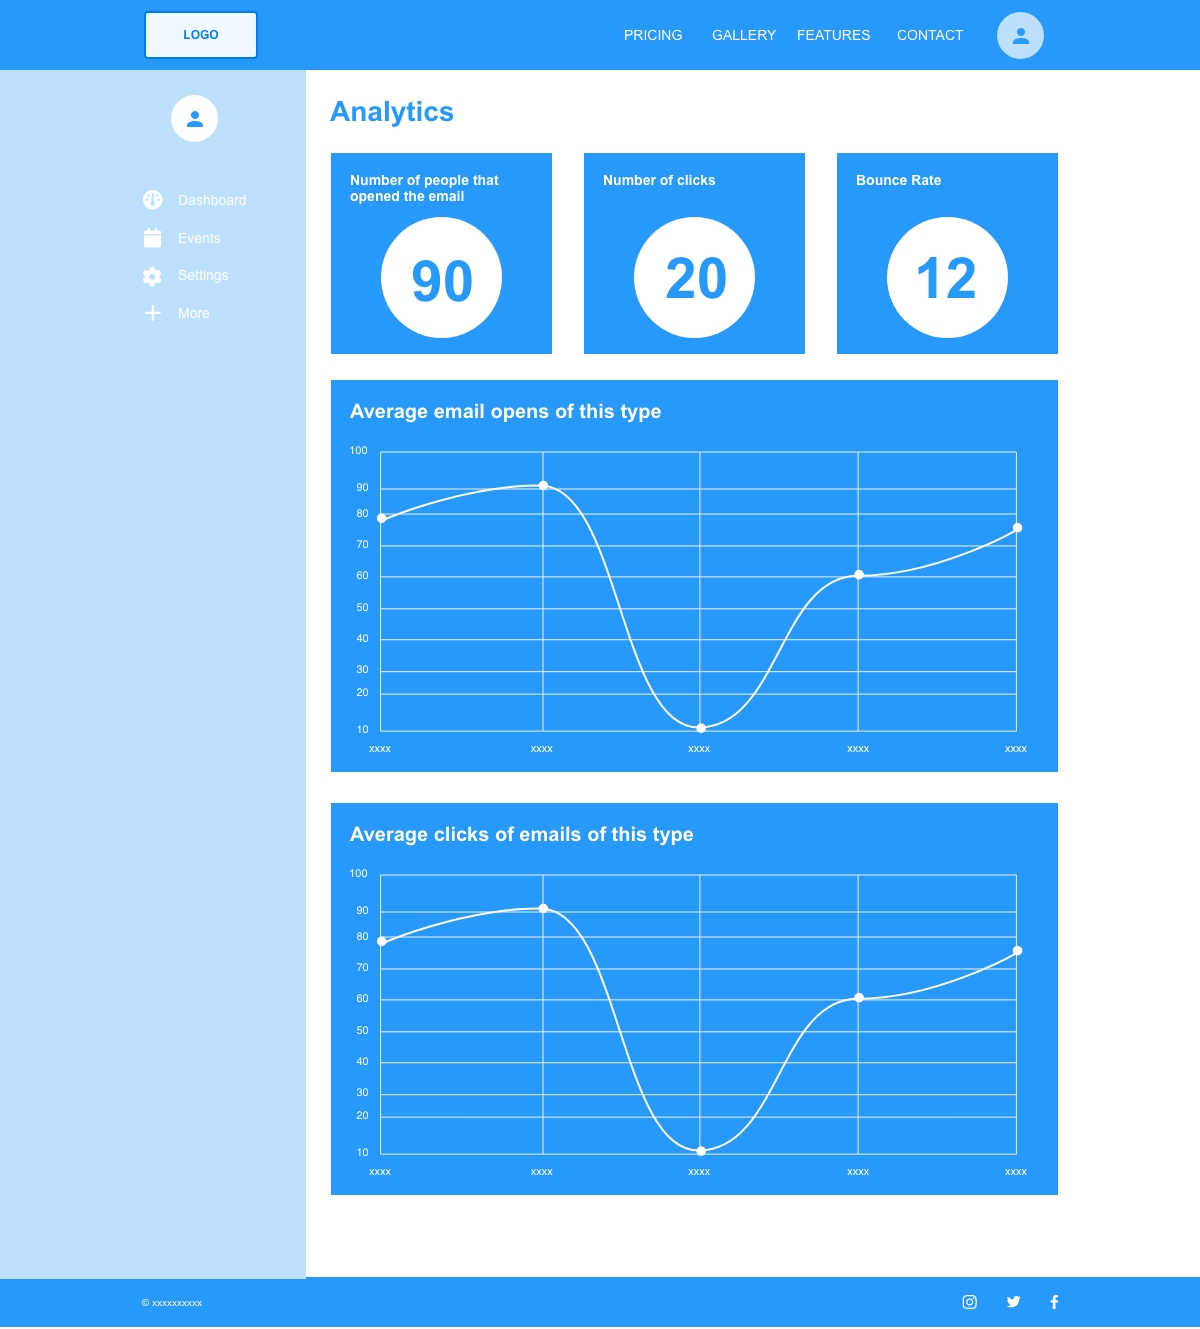 LOGO
PRICING GALLERY FEATURES CONTACT
Dashboard
Events
Settings
More
Analytics
Number of people that
opened the email
90
Number of clicks
20
Bounce Rate
12
Average email opens of this type
100
90
80
70
60
50
40
30
20
10
xxxx xxxx xxxx xxxx xxxx
Average clicks of emails of this type
100
90
80
70
60
50
40
30
20
10
xxxx xxxx xxxx xxxx xxxx
© xxxxxxxxxx